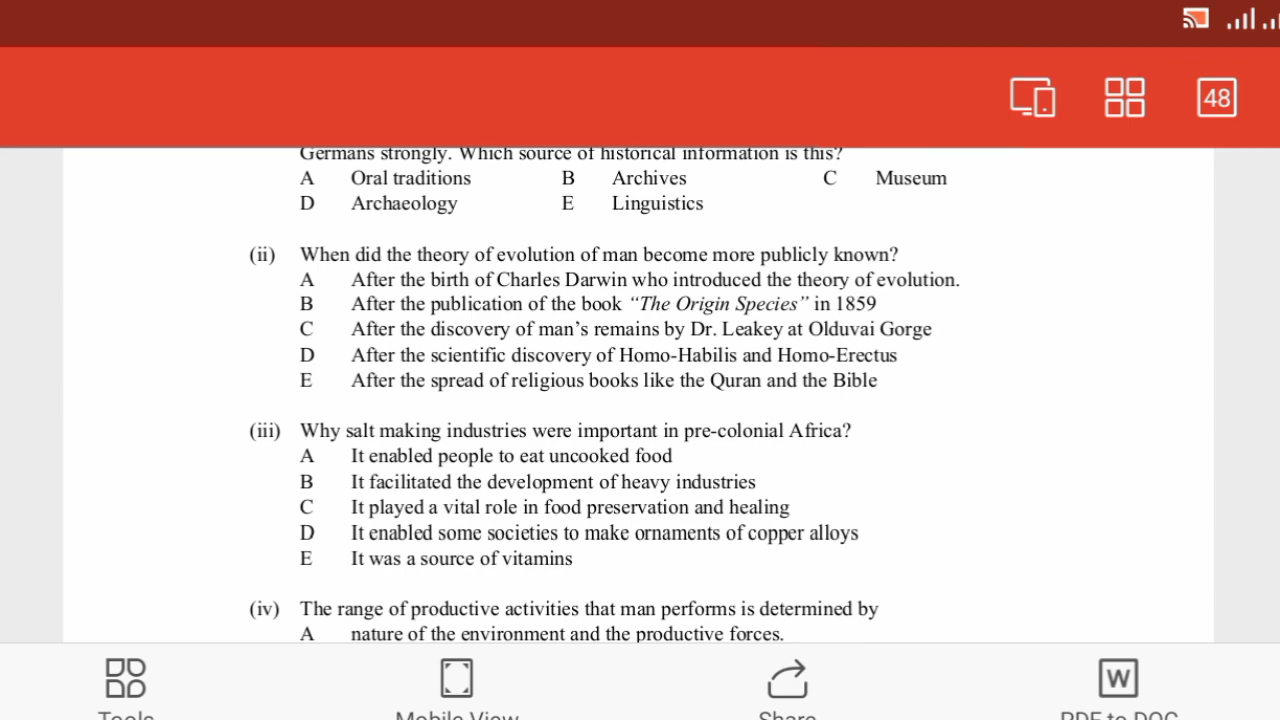 48
Germans strongly. Which source of historical information is this?
A Oral traditions B Archives C Museum
D Archaeology E Linguistics
(ii) When did the theory of evolution of man become more publicly known?
A After the birth of Charles Darwin who introduced the theory of evolution.
B After the publication of the book “The Origin Species” in 1859
C After the discovery of man’s remains by Dr. Leakey at Olduvai Gorge
D After the scientific discovery of Homo-Habilis and Homo-Erectus
E After the spread of religious books like the Quran and the Bible
(iii) Why salt making industries were important in pre-colonial Africa?
A It enabled people to eat uncooked food
B It facilitated the development of heavy industries
C It played a vital role in food preservation and healing
D It enabled some societies to make ornaments of copper alloys
E It was a source of vitamins
(iv) The range of productive activities that man performs is determined by
A nature of the environment and the productive forces.
W
Tools Mobile View Share PDF to DOC